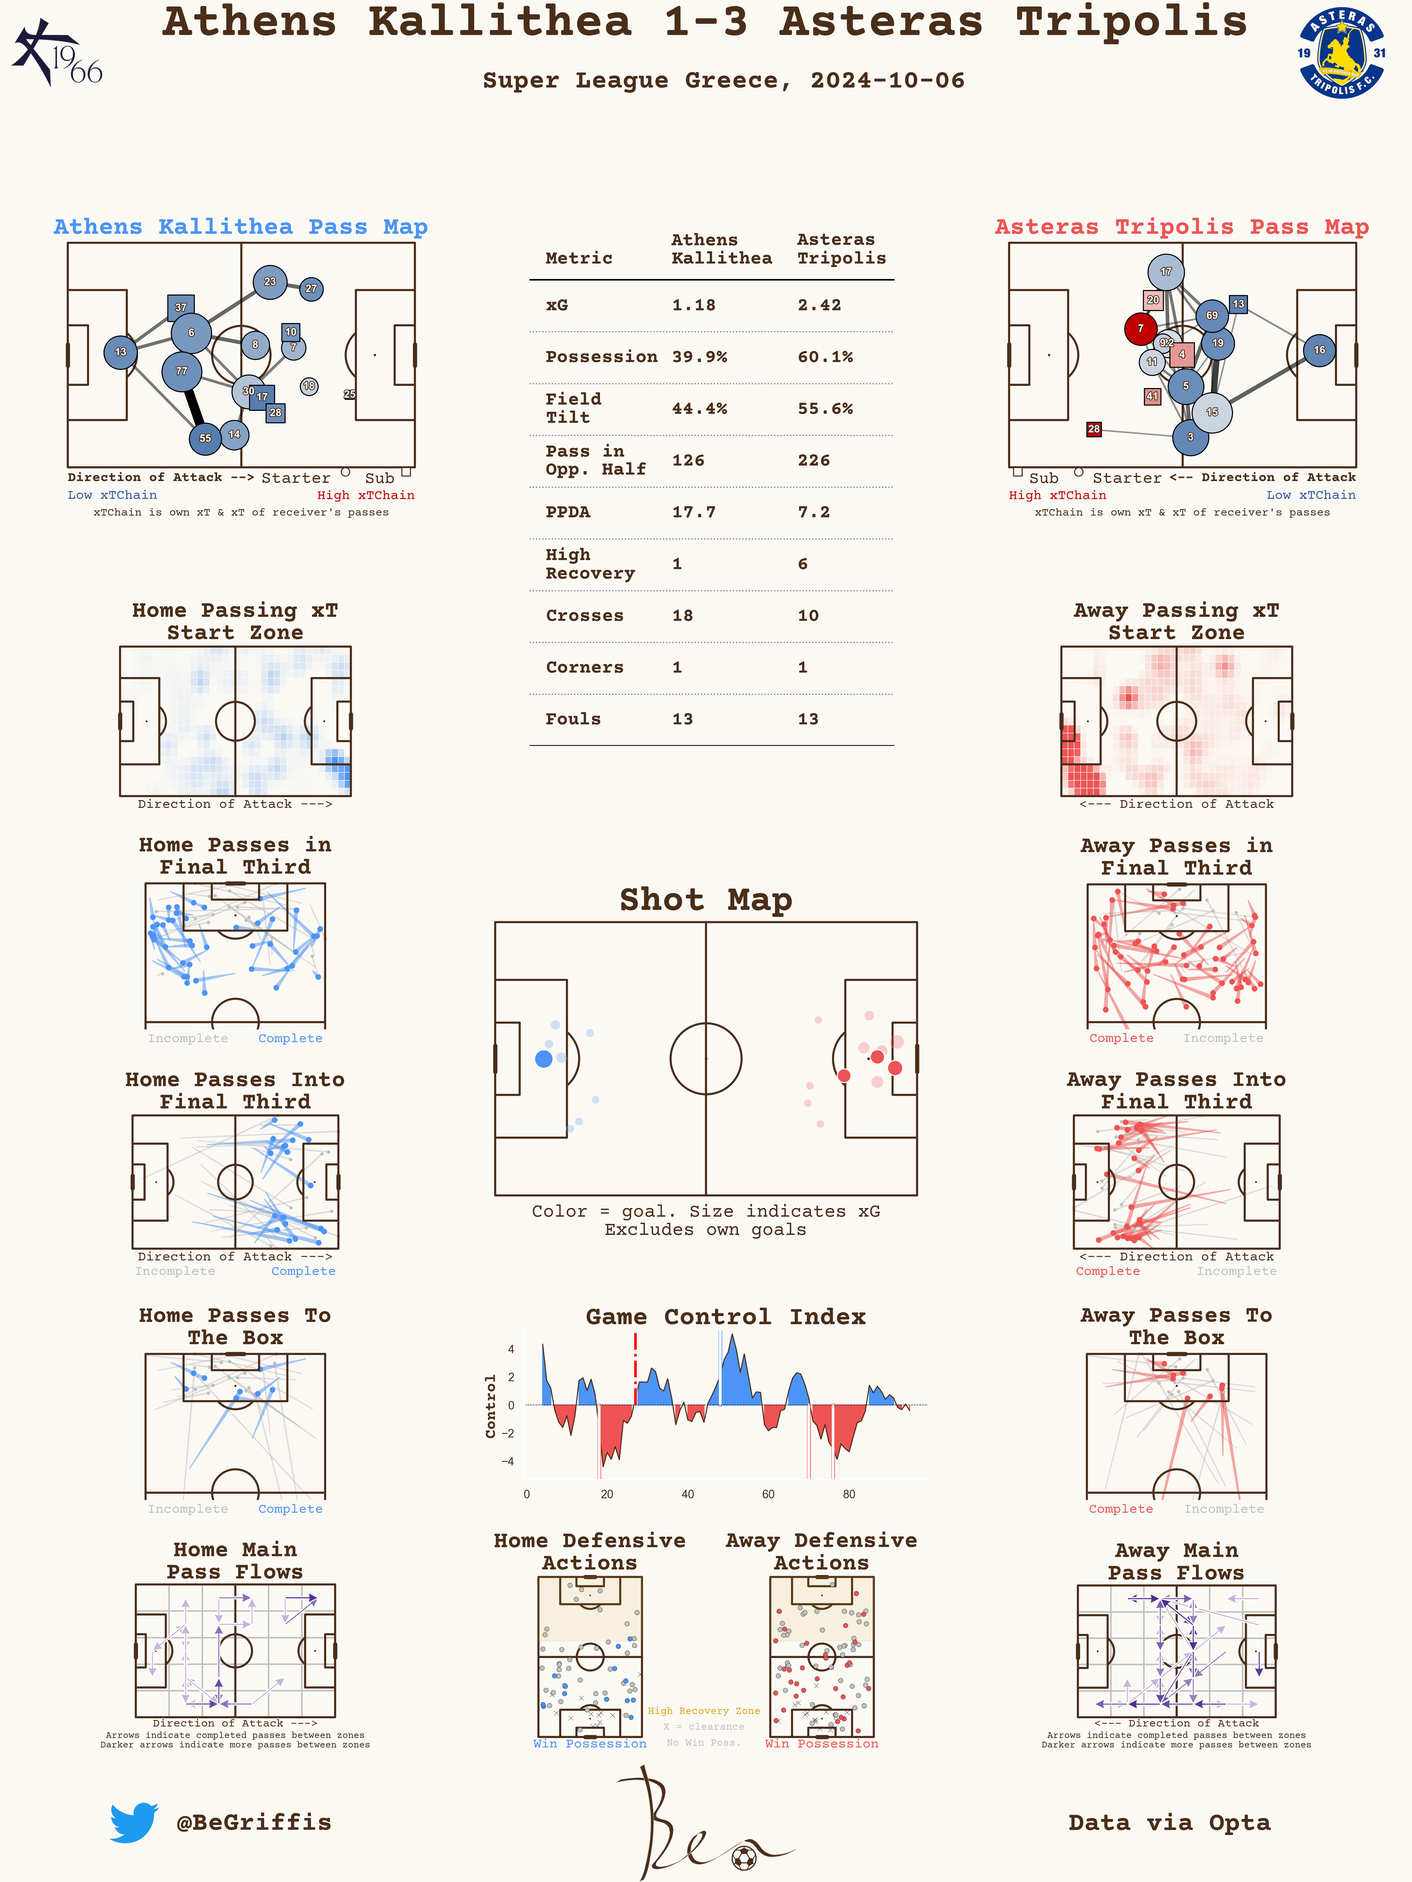 Athens Kallithea 1-3 Asteras Tripolis
Super League Greece, 2024-10-06
1966
ASTERAS
19 31
TRIPOLIS F.C.
Athens Kallithea Pass Map
23
27
37
6
10
8
7
13
77
18
30
17
25
28
55
14
Direction of Attack --> Starter Sub
Low xTChain High xTChain
xTChain is own xT & xT of receiver's passes
Metric Athens Kallithea Asteras Tripolis
xG 1.18 2.42
Possession 39.9% 60.1%
Field Tilt 44.4% 55.6%
Pass in Opp. Half 126 226
PPDA 17.7 7.2
High Recovery 1 6
Crosses 18 10
Corners 1 1
Fouls 13 13
Asteras Tripolis Pass Map
17
20
13
69
7
19
4
16
11
5
41
15
28
3
Sub Starter <-- Direction of Attack
High xTChain Low xTChain
xTChain is own xT & xT of receiver's passes
Home Passing xT
Start Zone
Direction of Attack --->
Away Passing xT
Start Zone
<--- Direction of Attack
Home Passes in
Final Third
Incomplete Complete
Away Passes in
Final Third
Complete Incomplete
Shot Map
Color = goal. Size indicates xG
Excludes own goals
Home Passes Into
Final Third
Direction of Attack --->
Incomplete Complete
Away Passes Into
Final Third
<--- Direction of Attack
Complete Incomplete
Home Passes To
The Box
Incomplete Complete
Game Control Index
Control
4
2
0
−2
−4
0 20 40 60 80
Away Passes To
The Box
Complete Incomplete
Home Main
Pass Flows
Direction of Attack --->
Arrows indicate completed passes between zones
Darker arrows indicate more passes between zones
Home Defensive
Actions
Win Possession
Away Defensive
Actions
Win Possession
High Recovery Zone
X = clearance
No Win Poss.
Away Main
Pass Flows
<--- Direction of Attack
Arrows indicate completed passes between zones
Darker arrows indicate more passes between zones
@BeGriffis
Ben
Data via Opta